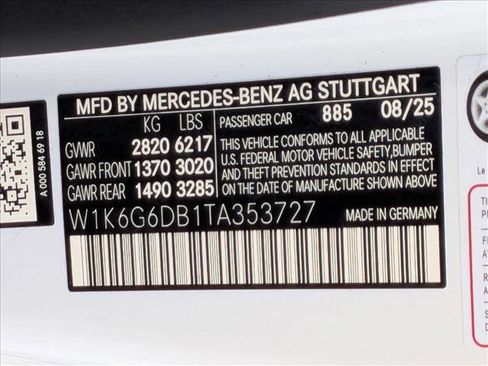 MFD BY MERCEDES-BENZ AG STUTTGART
KG LBS PASSENGER CAR 885 08/25
GVWR 2820 6217
GAWR FRONT 1370 3020
GAWR REAR 1490 3285
THIS VEHICLE CONFORMS TO ALL APPLICABLE
U.S. FEDERAL MOTOR VEHICLE SAFETY, BUMPER
AND THEFT PREVENTION STANDARDS IN EFFECT
ON THE DATE OF MANUFACTURE SHOWN ABOVE.
W1K6G6DB1TA353727
MADE IN GERMANY
A 000 584 69 18
Le